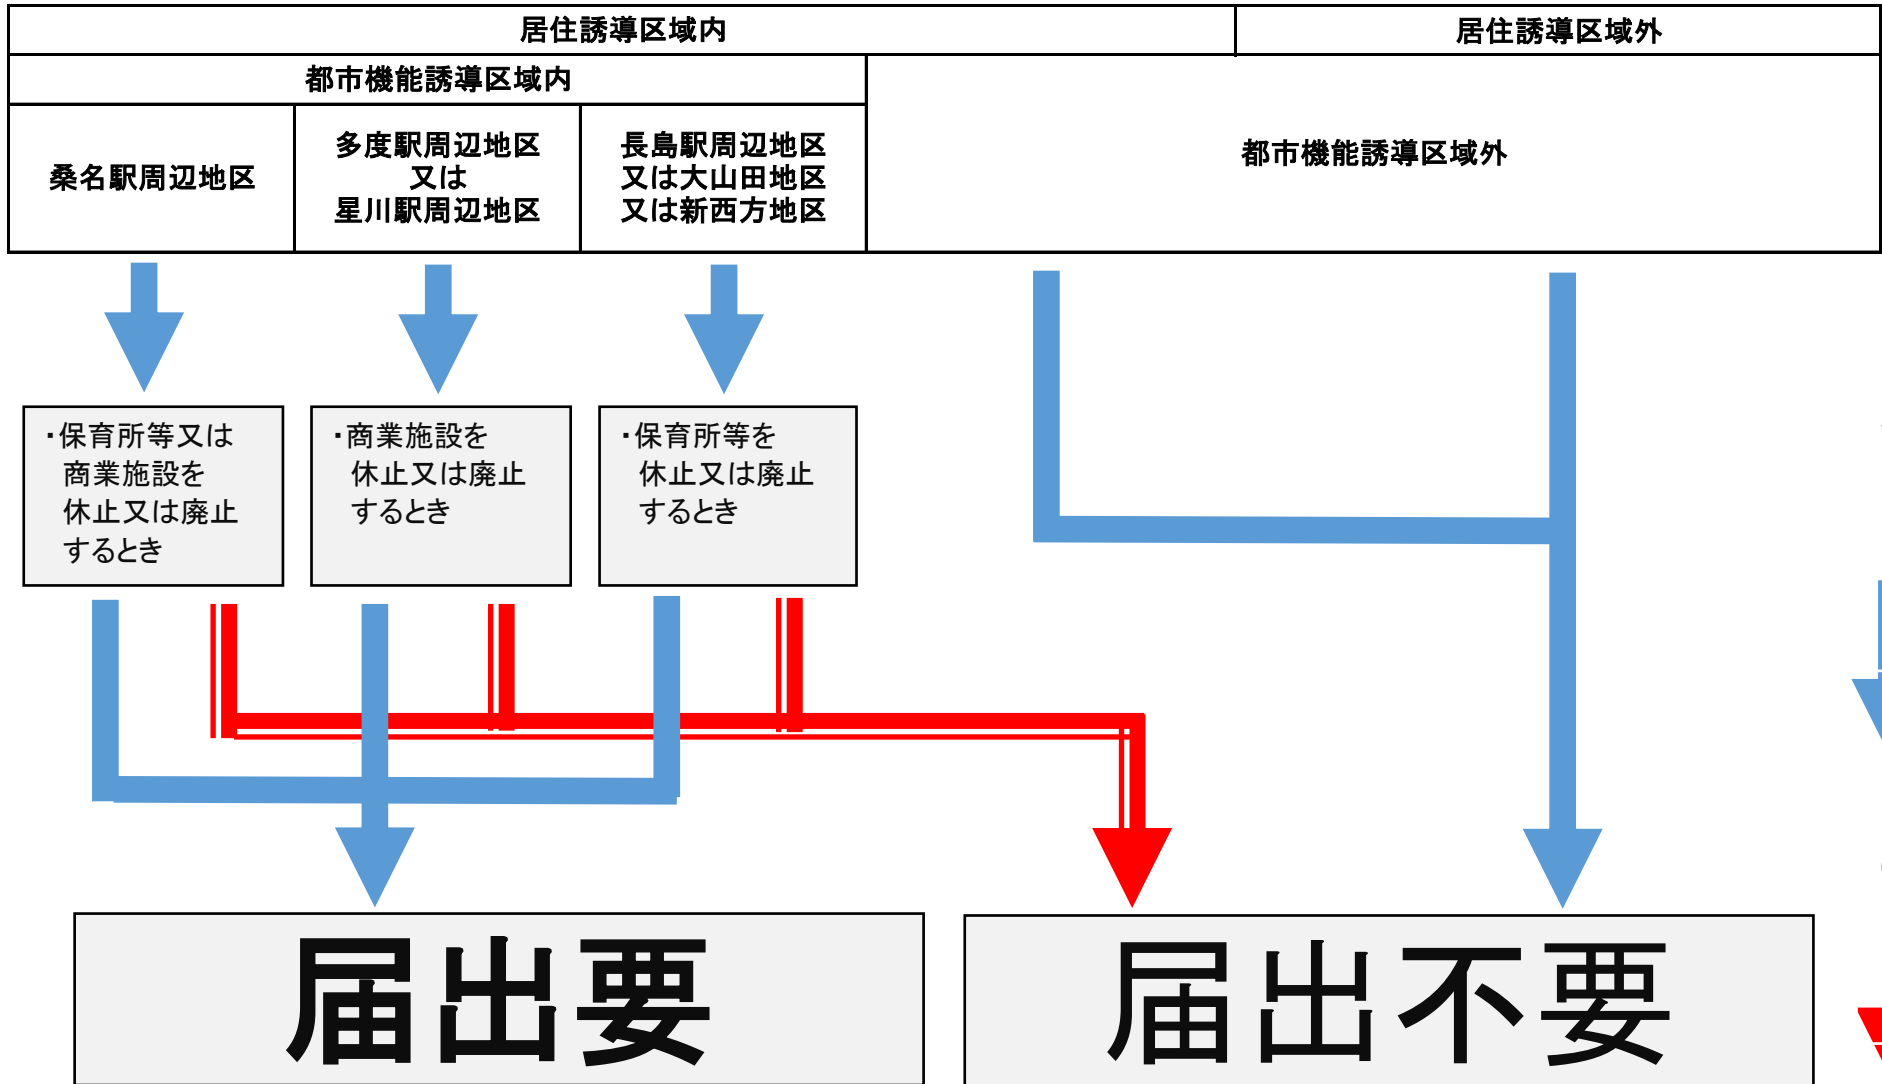 居住誘導区域内
居住誘導区域外
都市機能誘導区域内
都市機能誘導区域外
桑名駅周辺地区
多度駅周辺地区
又は
星川駅周辺地区
長島駅周辺地区
又は大山田地区
又は新西方地区
・保育所等又は
商業施設を
休止又は廃止
するとき
・商業施設を
休止又は廃止
するとき
・保育所等を
休止又は廃止
するとき
届出要
届出不要